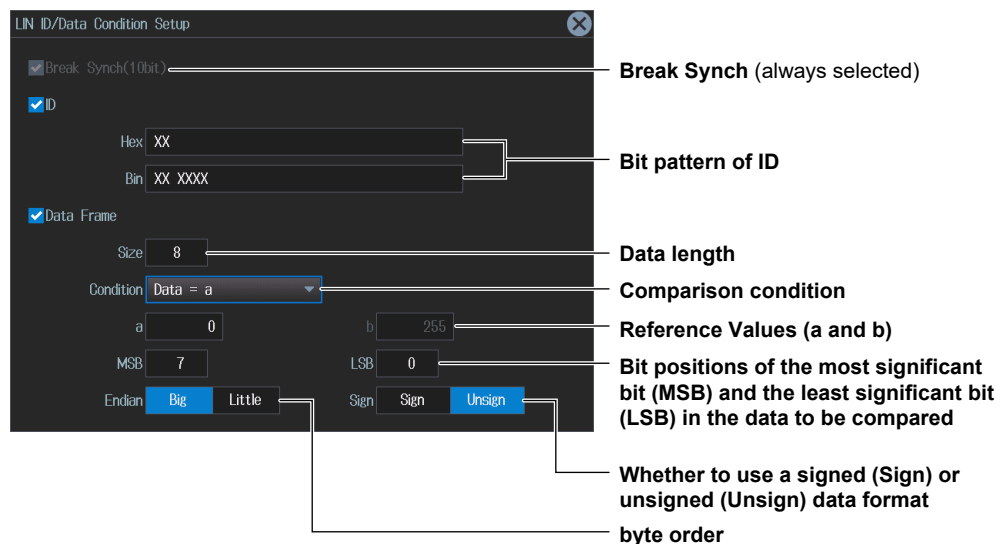 LIN ID/Data Condition Setup
Break Synch(10bit)
Break Synch (always selected)
ID
Hex XX
Bin XX XXXX
Bit pattern of ID
Data Frame
Size 8
Data length
Condition Data = a
Comparison condition
a 0 b 255
Reference Values (a and b)
MSB 7 LSB 0
Bit positions of the most significant
bit (MSB) and the least significant bit
(LSB) in the data to be compared
Endian Big Little Sign Sign Unsign
Whether to use a signed (Sign) or
unsigned (Unsign) data format
byte order